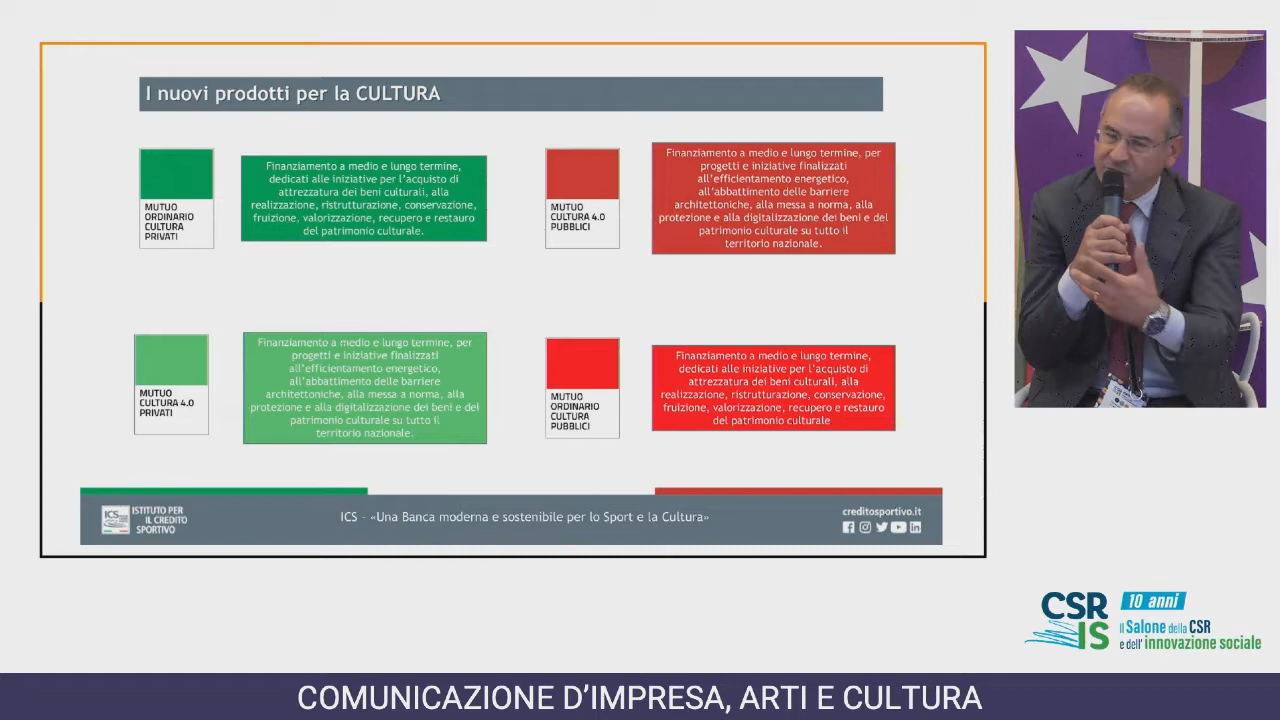 I nuovi prodotti per la CULTURA
MUTUO
ORDINARIO
CULTURA
PRIVATI
Finanziamento a medio e lungo termine,
dedicati alle iniziative per l'acquisto di
attrezzatura dei beni culturali, alla
realizzazione, ristrutturazione, conservazione,
fruizione, valorizzazione, recupero e restauro
del patrimonio culturale.
MUTUO
CULTURA 4.0
PUBBLICI
Finanziamento a medio e lungo termine, per
progetti e iniziative finalizzati
all'efficientamento energetico,
all'abbattimento delle barriere
architettoniche, alla messa a norma, alla
protezione e alla digitalizzazione dei beni e del
patrimonio culturale su tutto il
territorio nazionale.
MUTUO
CULTURA 4.0
PRIVATI
Finanziamento a medio e lungo termine, per
progetti e iniziative finalizzati
all'efficientamento energetico,
all'abbattimento delle barriere
architettoniche, alla messa a norma, alla
protezione e alla digitalizzazione dei beni e del
patrimonio culturale su tutto il
territorio nazionale.
MUTUO
ORDINARIO
CULTURA
PUBBLICI
Finanziamento a medio e lungo termine,
dedicati alle iniziative per l'acquisto di
attrezzatura dei beni culturali, alla
realizzazione, ristrutturazione, conservazione,
fruizione, valorizzazione, recupero e restauro
del patrimonio culturale
ICS
ISTITUTO PER
IL CREDITO
SPORTIVO
ICS - «Una Banca moderna e sostenibile per lo Sport e la Cultura»
creditosportivo.it
CSR
IS
10 anni
Il Salone della CSR
e dell'innovazione sociale
COMUNICAZIONE D'IMPRESA, ARTI E CULTURA